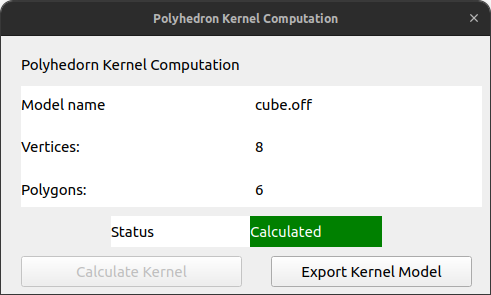 Polyhedron Kernel Computation
Polyhedorn Kernel Computation
Model name cube.off
Vertices: 8
Polygons: 6
Status Calculated
Calculate Kernel Export Kernel Model